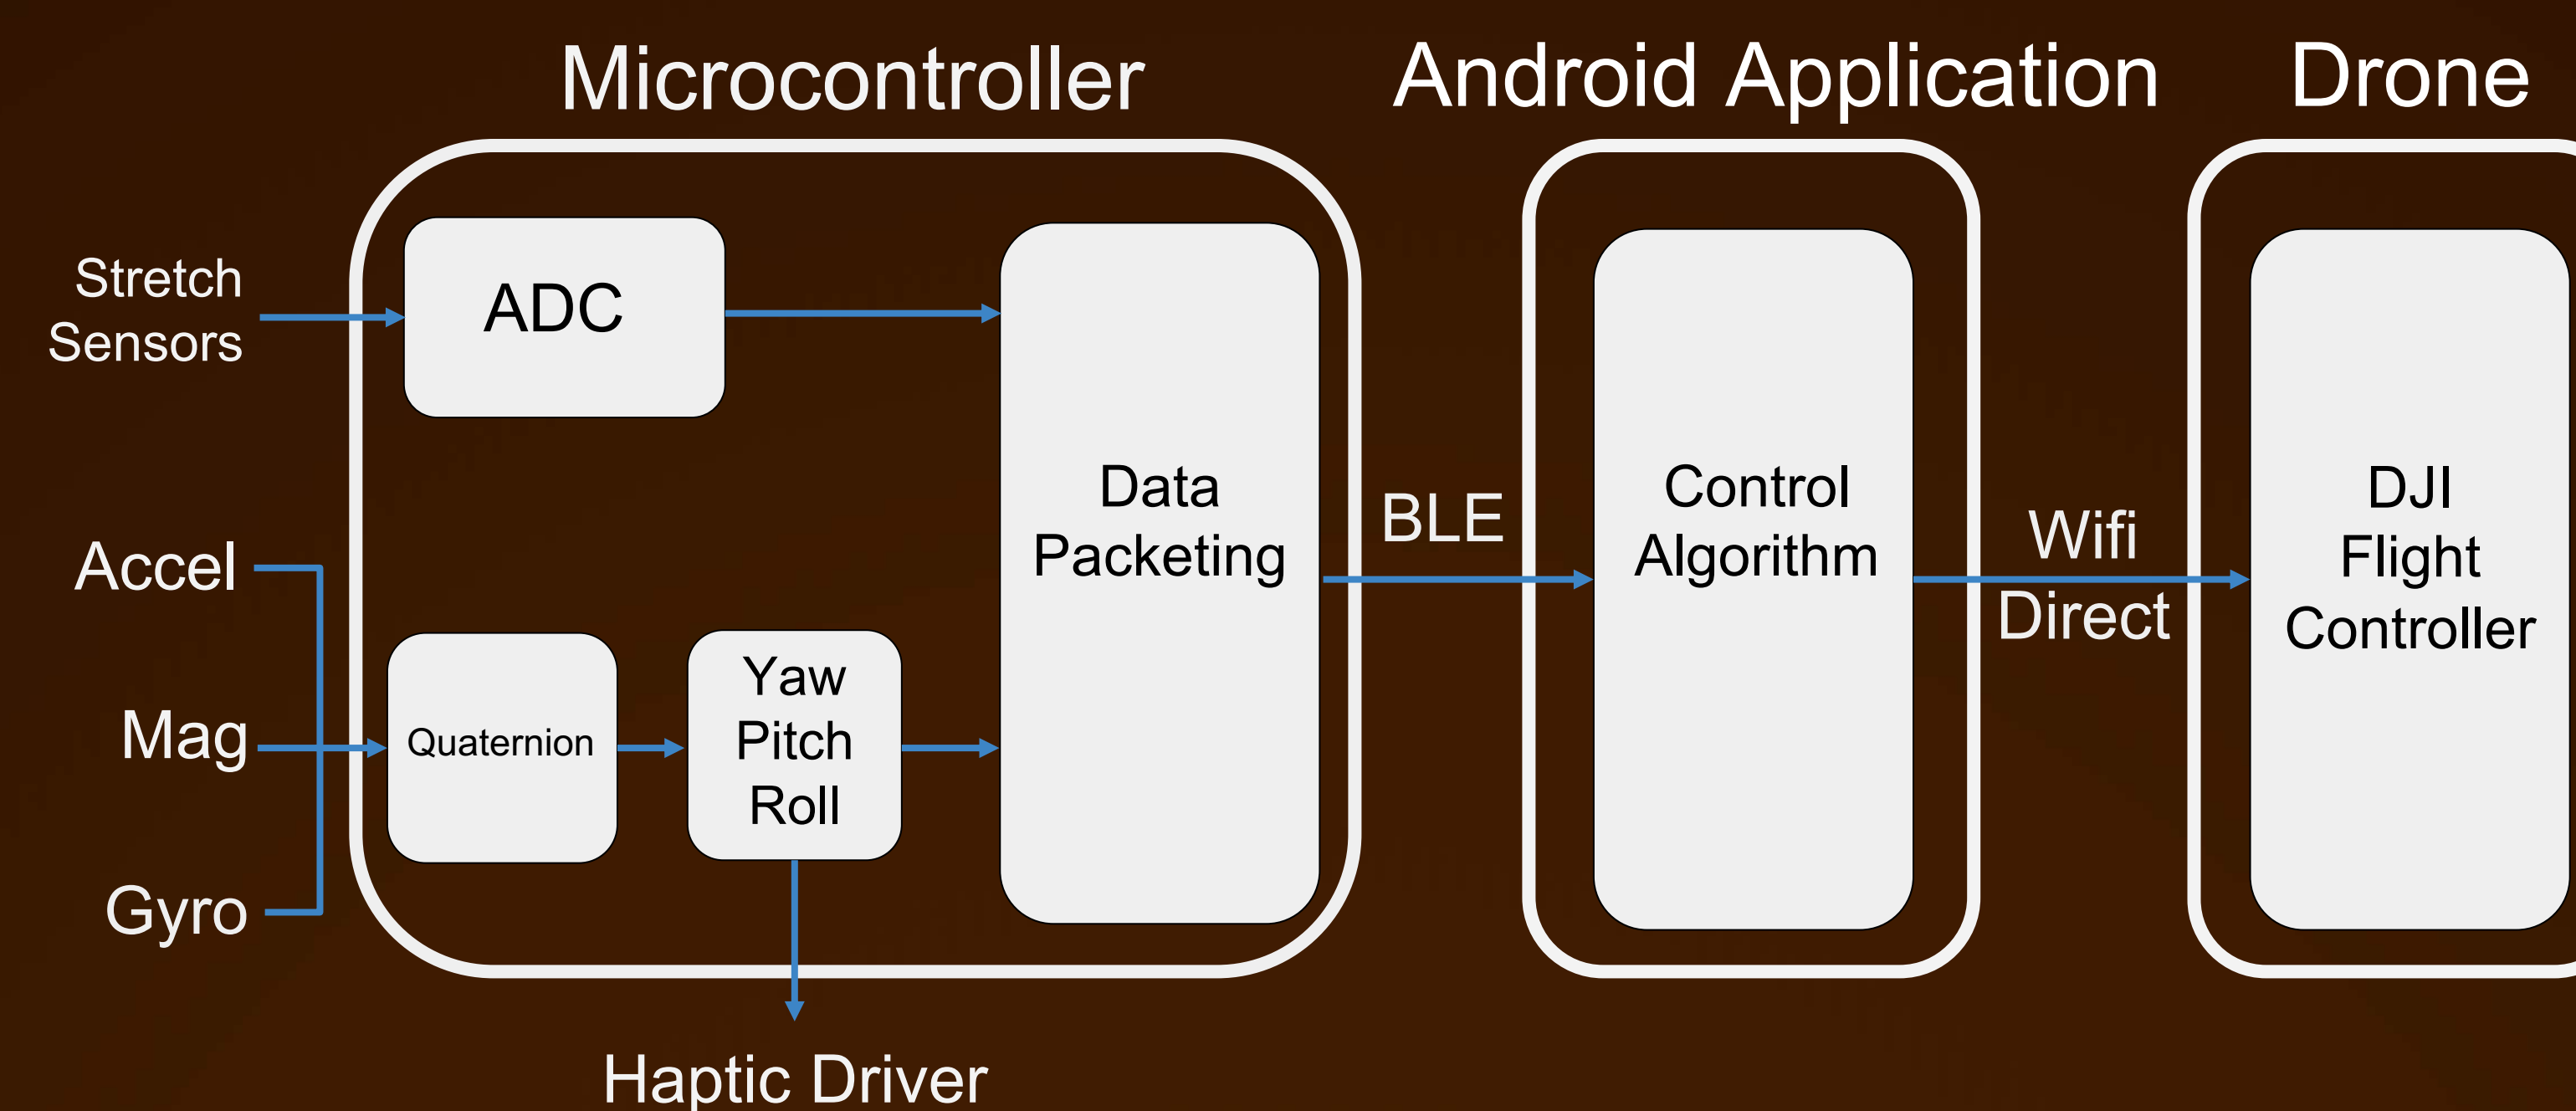 Microcontroller
Android Application
Drone
Stretch
Sensors
ADC
Accel
Mag
Gyro
Quaternion
Yaw
Pitch
Roll
Data
Packeting
BLE
Control
Algorithm
Wifi
Direct
DJI
Flight
Controller
Haptic Driver